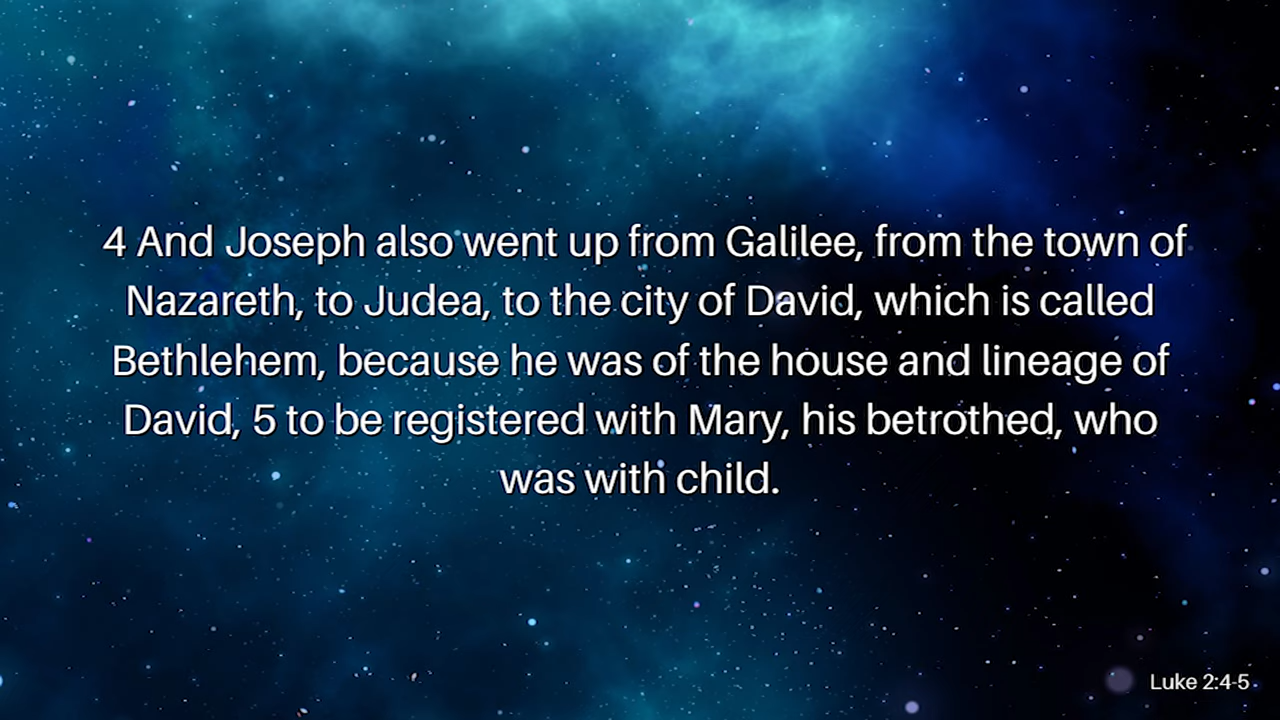 4 And Joseph also went up from Galilee, from the town of
Nazareth, to Judea, to the city of David, which is called
Bethlehem, because he was of the house and lineage of
David, 5 to be registered with Mary, his betrothed, who
was with child.
Luke 2:4-5